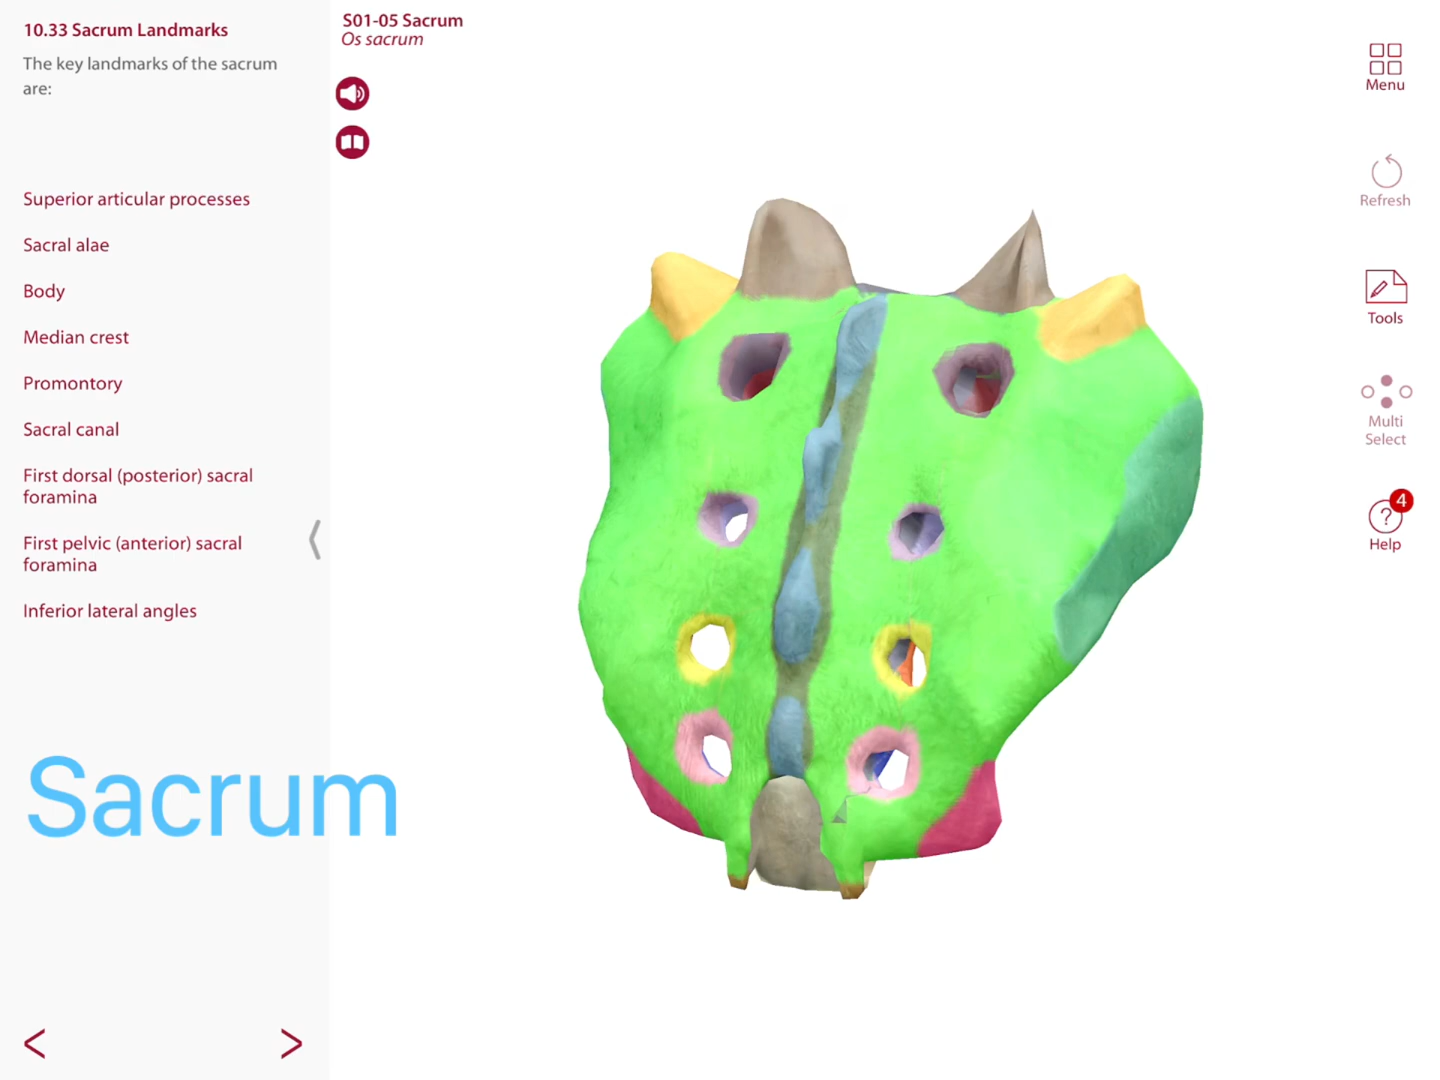 10.33 Sacrum Landmarks
The key landmarks of the sacrum
are:
Superior articular processes
Sacral alae
Body
Median crest
Promontory
Sacral canal
First dorsal (posterior) sacral
foramina
First pelvic (anterior) sacral
foramina
Inferior lateral angles
Sacrum
S01-05 Sacrum
Os sacrum
Menu
Refresh
Tools
Multi
Select
4
Help